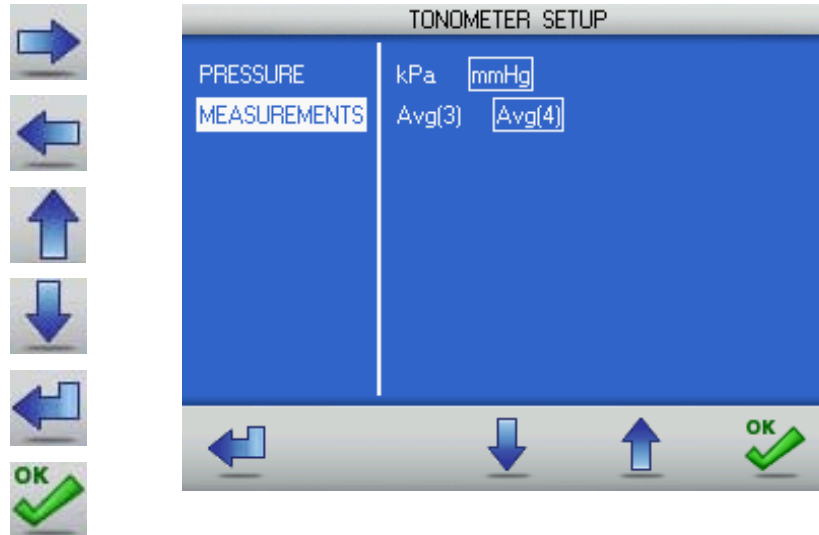 TONOMETER SETUP
PRESSURE kPa mmHg
MEASUREMENTS Avg(3) Avg(4)
OK
OK